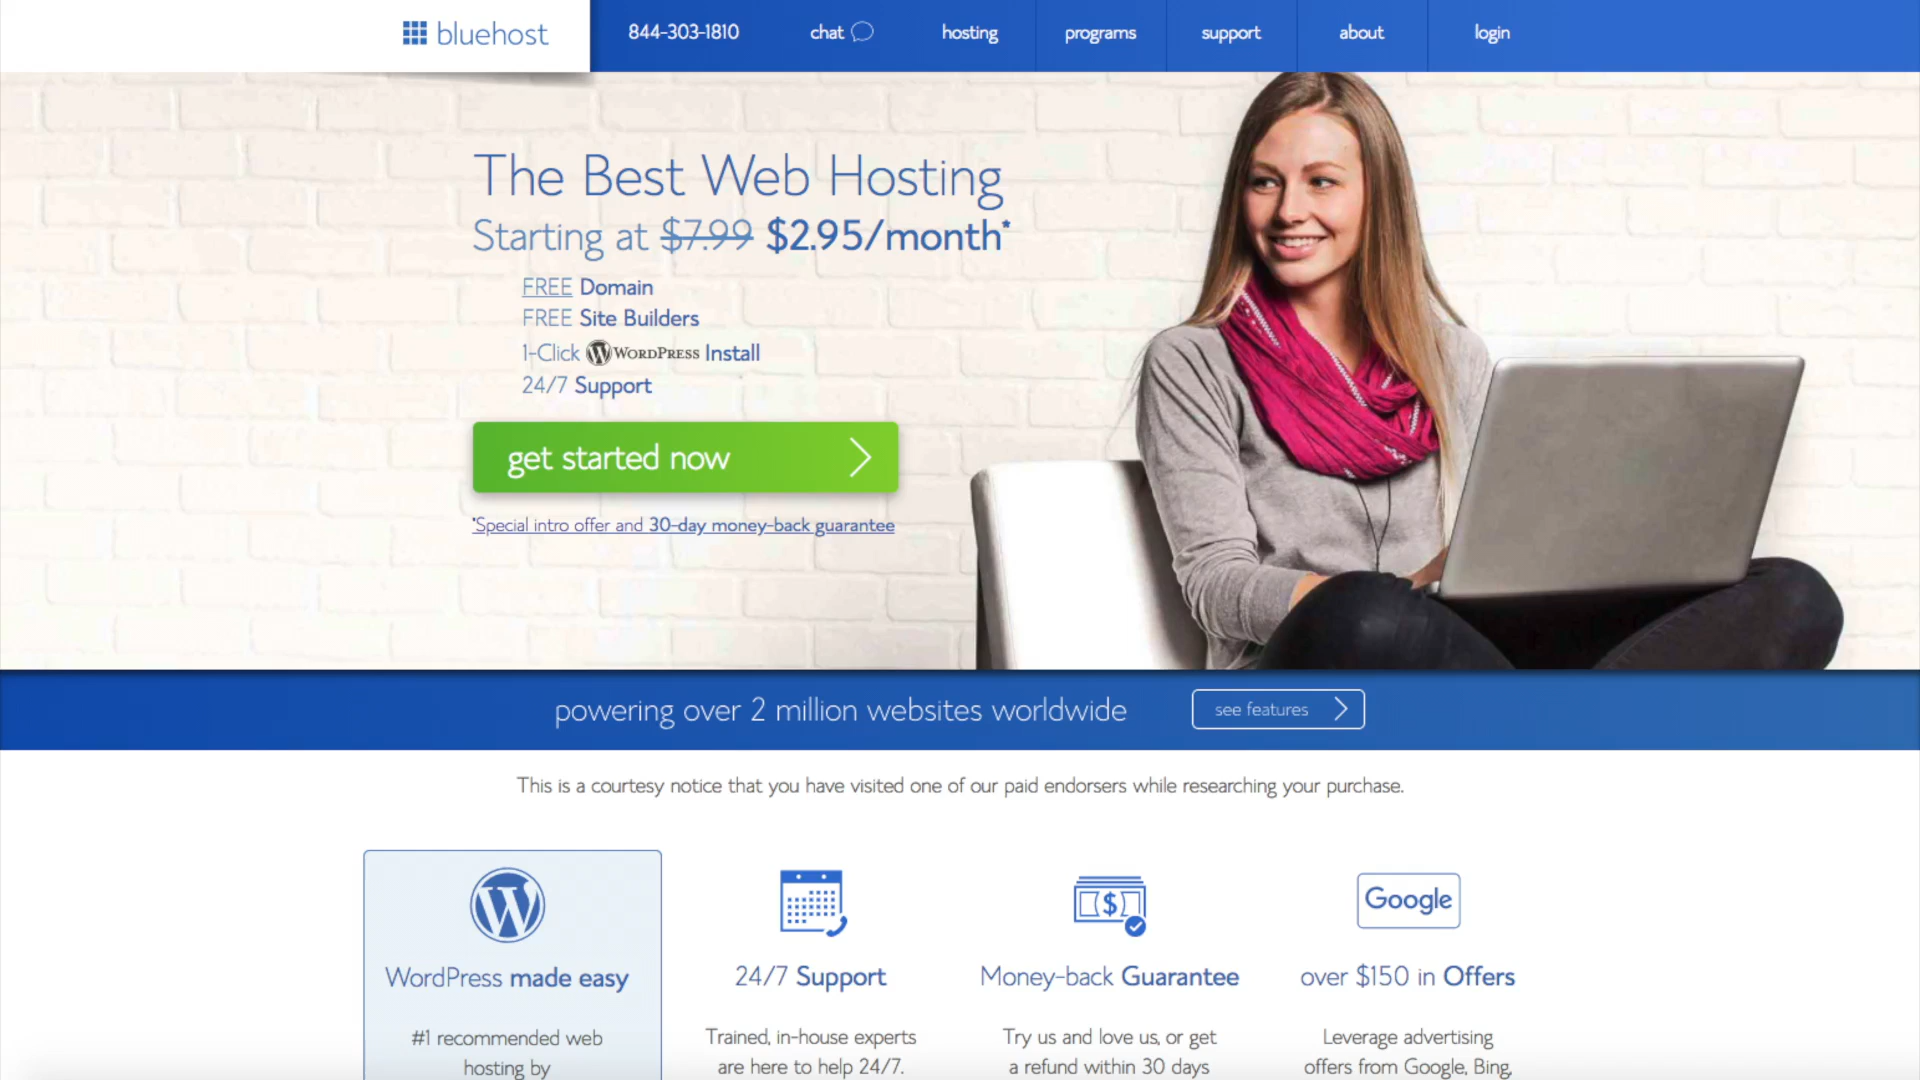 bluehost
844-303-1810 chat hosting programs support about login
The Best Web Hosting
Starting at $7.99 $2.95/month*
FREE Domain
FREE Site Builders
1-Click WORDPRESS Install
24/7 Support
get started now
*Special intro offer and 30-day money-back guarantee
powering over 2 million websites worldwide
see features
This is a courtesy notice that you have visited one of our paid endorsers while researching your purchase.
WordPress made easy
#1 recommended web
hosting by
24/7 Support
Trained, in-house experts
are here to help 24/7.
$
Money-back Guarantee
Try us and love us, or get
a refund within 30 days
Google
over $150 in Offers
Leverage advertising
offers from Google, Bing,